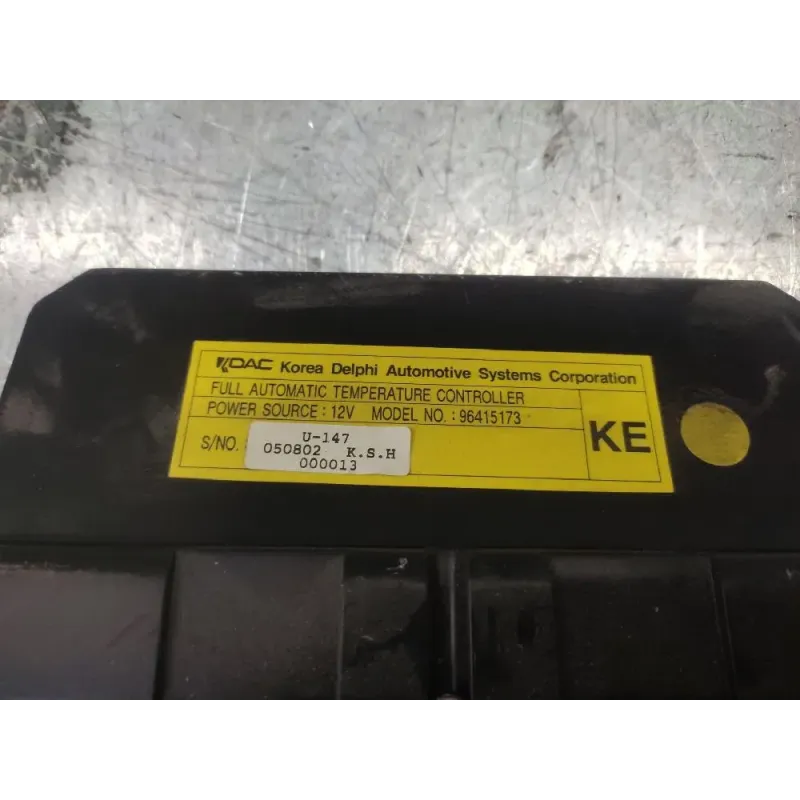 KDAC Korea Delphi Automotive Systems Corporation
FULL AUTOMATIC TEMPERATURE CONTROLLER
POWER SOURCE : 12V MODEL NO. : 96415173
KE
S/NO.
U-147
050802 K.S.H
000013